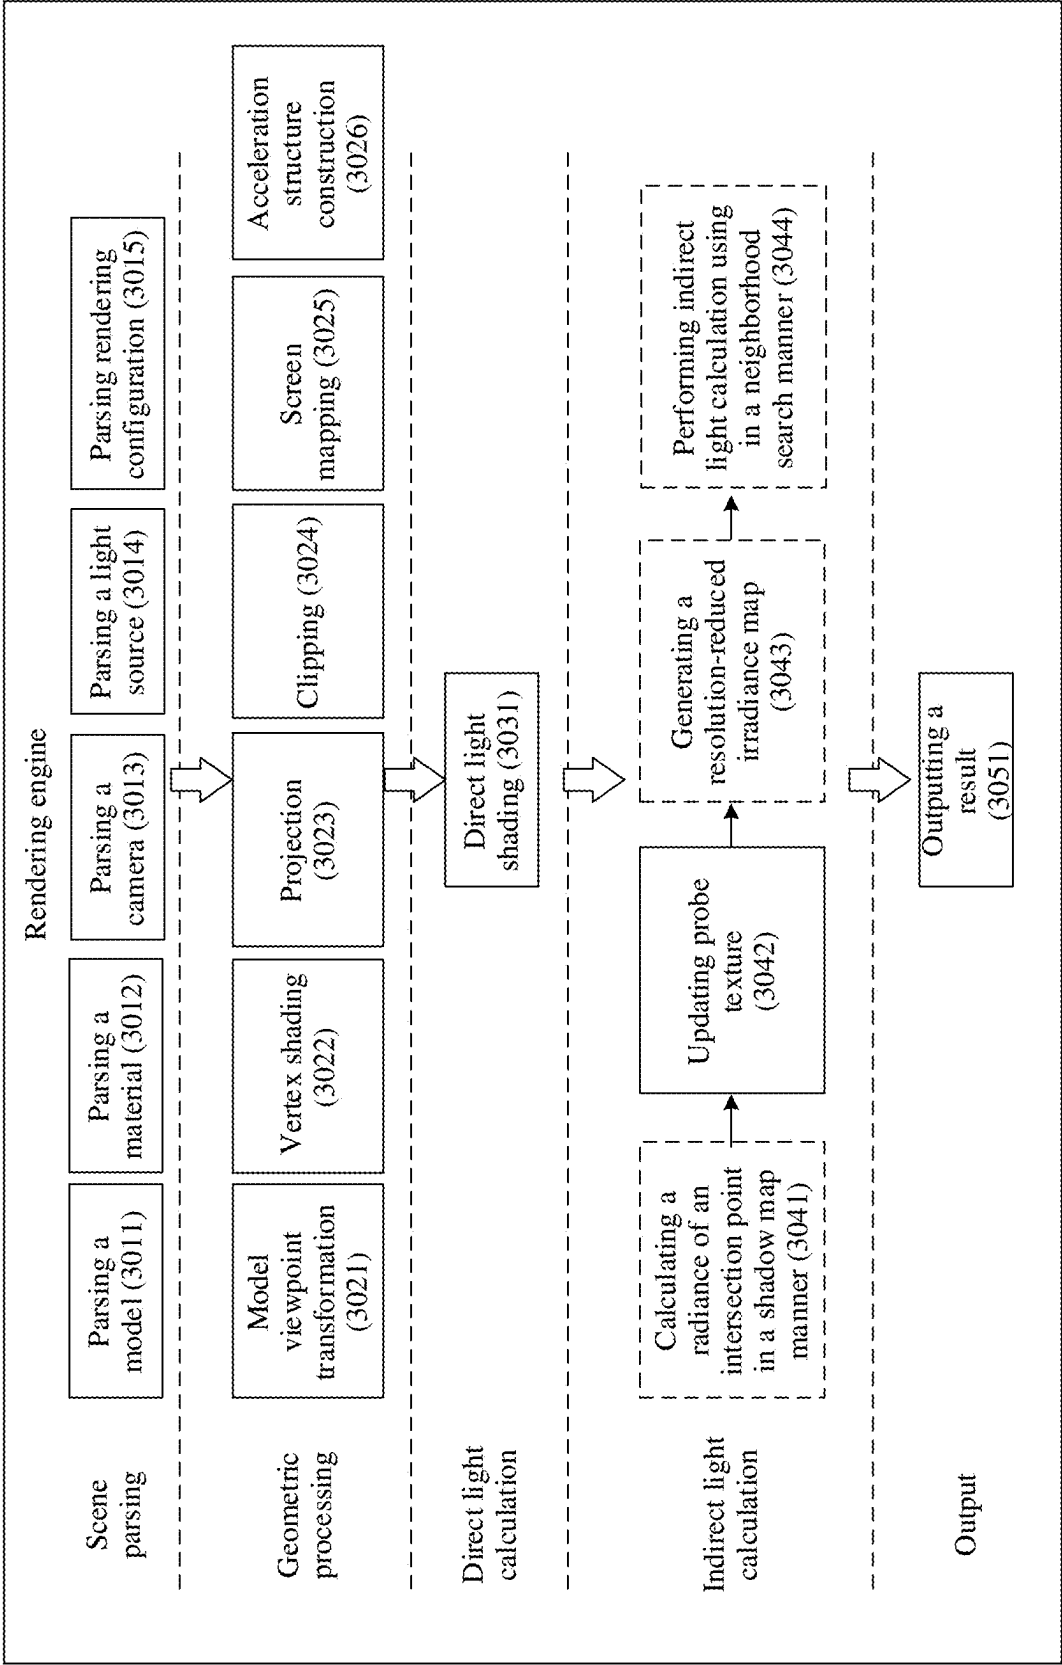 Rendering engine
Scene
parsing
Parsing a
model (3011)
Parsing a
material (3012)
Parsing a
camera (3013)
Parsing a light
source (3014)
Parsing rendering
configuration (3015)
Geometric
processing
Model
viewpoint
transformation
(3021)
Vertex shading
(3022)
Projection
(3023)
Clipping (3024)
Screen
mapping (3025)
Acceleration
structure
construction
(3026)
Direct light
calculation
Direct light
shading (3031)
Indirect light
calculation
Calculating a
radiance of an
intersection point
in a shadow map
manner (3041)
Updating probe
texture
(3042)
Generating a
resolution-reduced
irradiance map
(3043)
Performing indirect
light calculation using
in a neighborhood
search manner (3044)
Output
Outputting a
result
(3051)